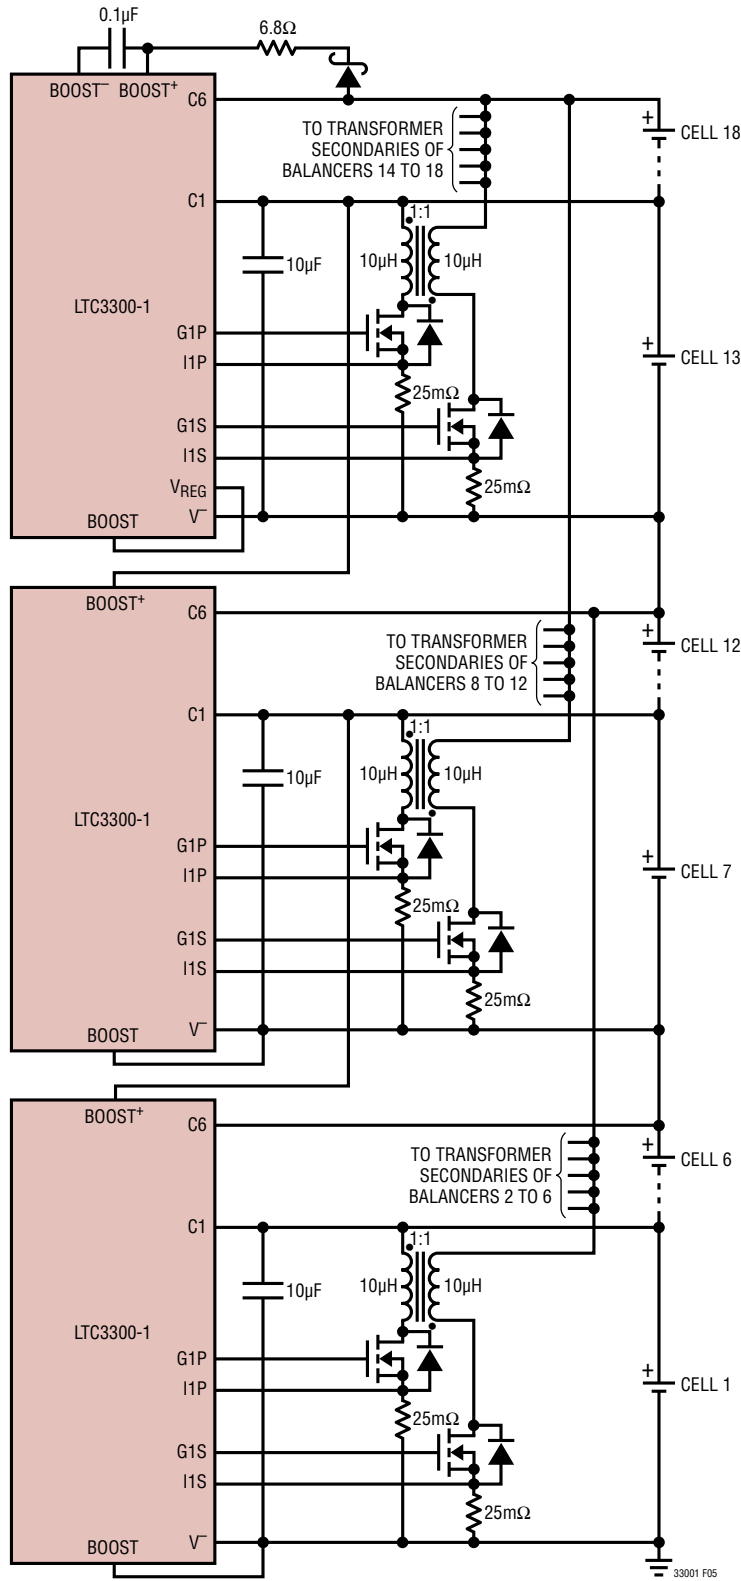 0.1µF
6.8Ω
BOOST⁻ BOOST⁺
C6
TO TRANSFORMER
SECONDARIES OF
BALANCERS 14 TO 18
+
CELL 18
C1
1:1
10µF
10µH
10µH
LTC3300-1
G1P
I1P
+
CELL 13
25mΩ
G1S
I1S
25mΩ
VREG
BOOST
V⁻
BOOST⁺
C6
TO TRANSFORMER
SECONDARIES OF
BALANCERS 8 TO 12
+
CELL 12
C1
1:1
10µF
10µH
10µH
LTC3300-1
G1P
I1P
+
CELL 7
25mΩ
G1S
I1S
25mΩ
BOOST
V⁻
BOOST⁺
C6
TO TRANSFORMER
SECONDARIES OF
BALANCERS 2 TO 6
+
CELL 6
C1
1:1
10µF
10µH
10µH
LTC3300-1
G1P
I1P
+
CELL 1
25mΩ
G1S
I1S
25mΩ
BOOST
V⁻
33001 F05